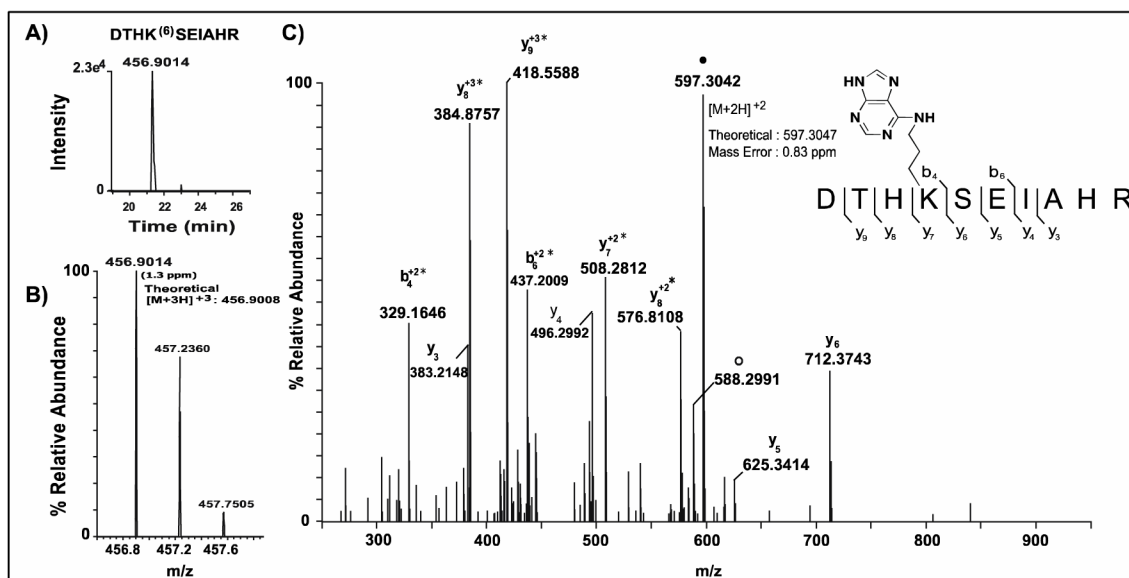 A)
DTHK(6)SEIAHR
456.9014
2.3e4
Intensity
0
20 22 24 26
Time (min)
B)
100
456.9014
(1.3 ppm)
Theoretical
[M+3H]+3: 456.9008
457.2360
457.7505
% Relative Abundance
0
456.8 457.2 457.6
m/z
C)
100
% Relative Abundance
0
b4+2*
329.1646
y3
383.2148
y8+3*
384.8757
y9+3*
418.5588
b6+2*
437.2009
y4
496.2992
y7+2*
508.2812
y8+2*
576.8108
●
597.3042
[M+2H]+2
Theoretical : 597.3047
Mass Error : 0.83 ppm
O
588.2991
y5
625.3414
y6
712.3743
300 400 500 600 700 800 900
m/z
HN N
N N NH
b4 b6
D T H K S E I A H R
y9 y8 y7 y6 y5 y4 y3